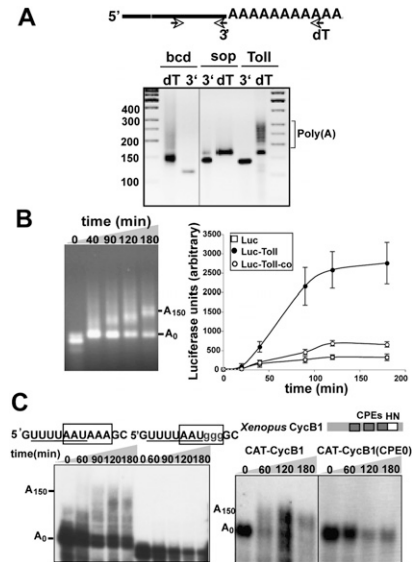 A
5' AAAAAAAAAAA
3' dT
bcd sop Toll
dT 3' 3' dT 3' dT
400
300
200
150
100
Poly(A)
B
time (min)
0 40 90 120 180
A150
A0
Luciferase units (arbitrary)
3500
3000
2500
2000
1500
1000
500
0
Luc
Luc-Toll
Luc-Toll-co
0 50 100 150 200
time (min)
C
5'GUUUUAAUAAAGC 5'GUUUUAAUgggGC
time(min)
0 60 90 120 180 0 60 90 120 180
A150
A0
Xenopus CycB1
CPEs HN
CAT-CycB1 CAT-CycB1(CPE0)
0 60 120 180 0 60 120 180
A150
A0